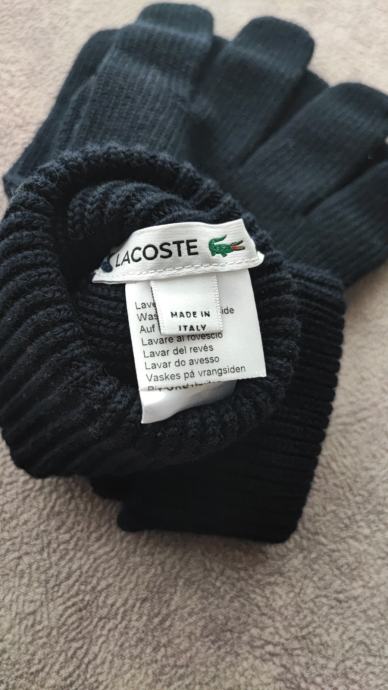 LACOSTE
MADE IN
ITALY
Lavare al rovescio
Lavar del revés
Lavar do avesso
Vaskes på vrangsiden